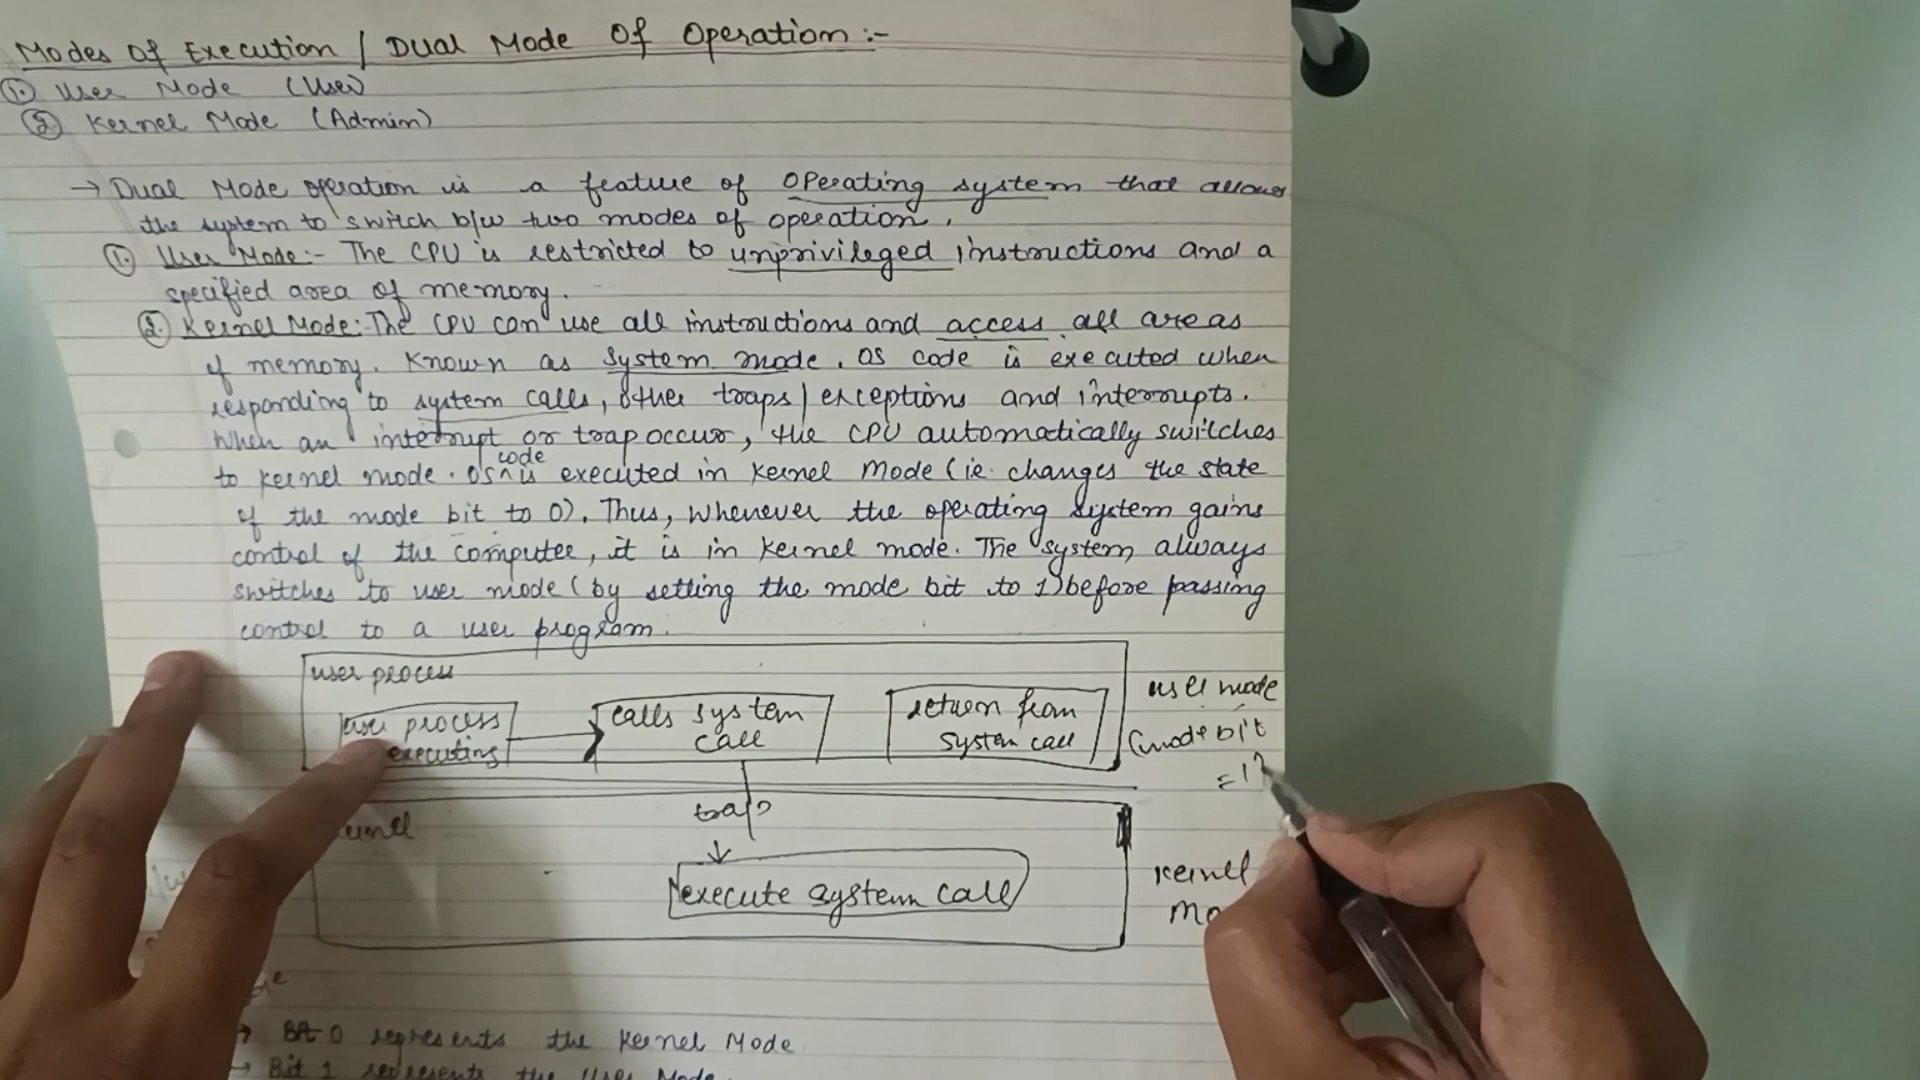 Modes Of Execution / Dual Mode Of Operation :-
① User Mode (User)
② Kernel Mode (Admin)
→ Dual Mode operation is a feature of operating system that allows
the system to switch b/w two modes of operation.
① User Mode:- The CPU is restricted to unprivileged instructions and a
specified area of memory.
② Kernel Mode:- The CPU can use all instructions and access all areas
of memory. Known as system mode. OS code is executed when
responding to system calls, other traps/exceptions and interrupts.
When an interrupt or trap occur, the CPU automatically switches
to kernel mode. OS ^ code is executed in Kernel Mode (ie. changes the state
of the mode bit to 0). Thus, whenever the operating system gains
control of the computer, it is in kernel mode. The system always
switches to user mode (by setting the mode bit to 1) before passing
control to a user program.
user process
user process executing
calls system call
return from system call
user mode
(mode bit
=1)
trap
execute system call
kernel
→ Bit 0 represents the Kernel Mode
→ Bit 1 represents the User Mode.